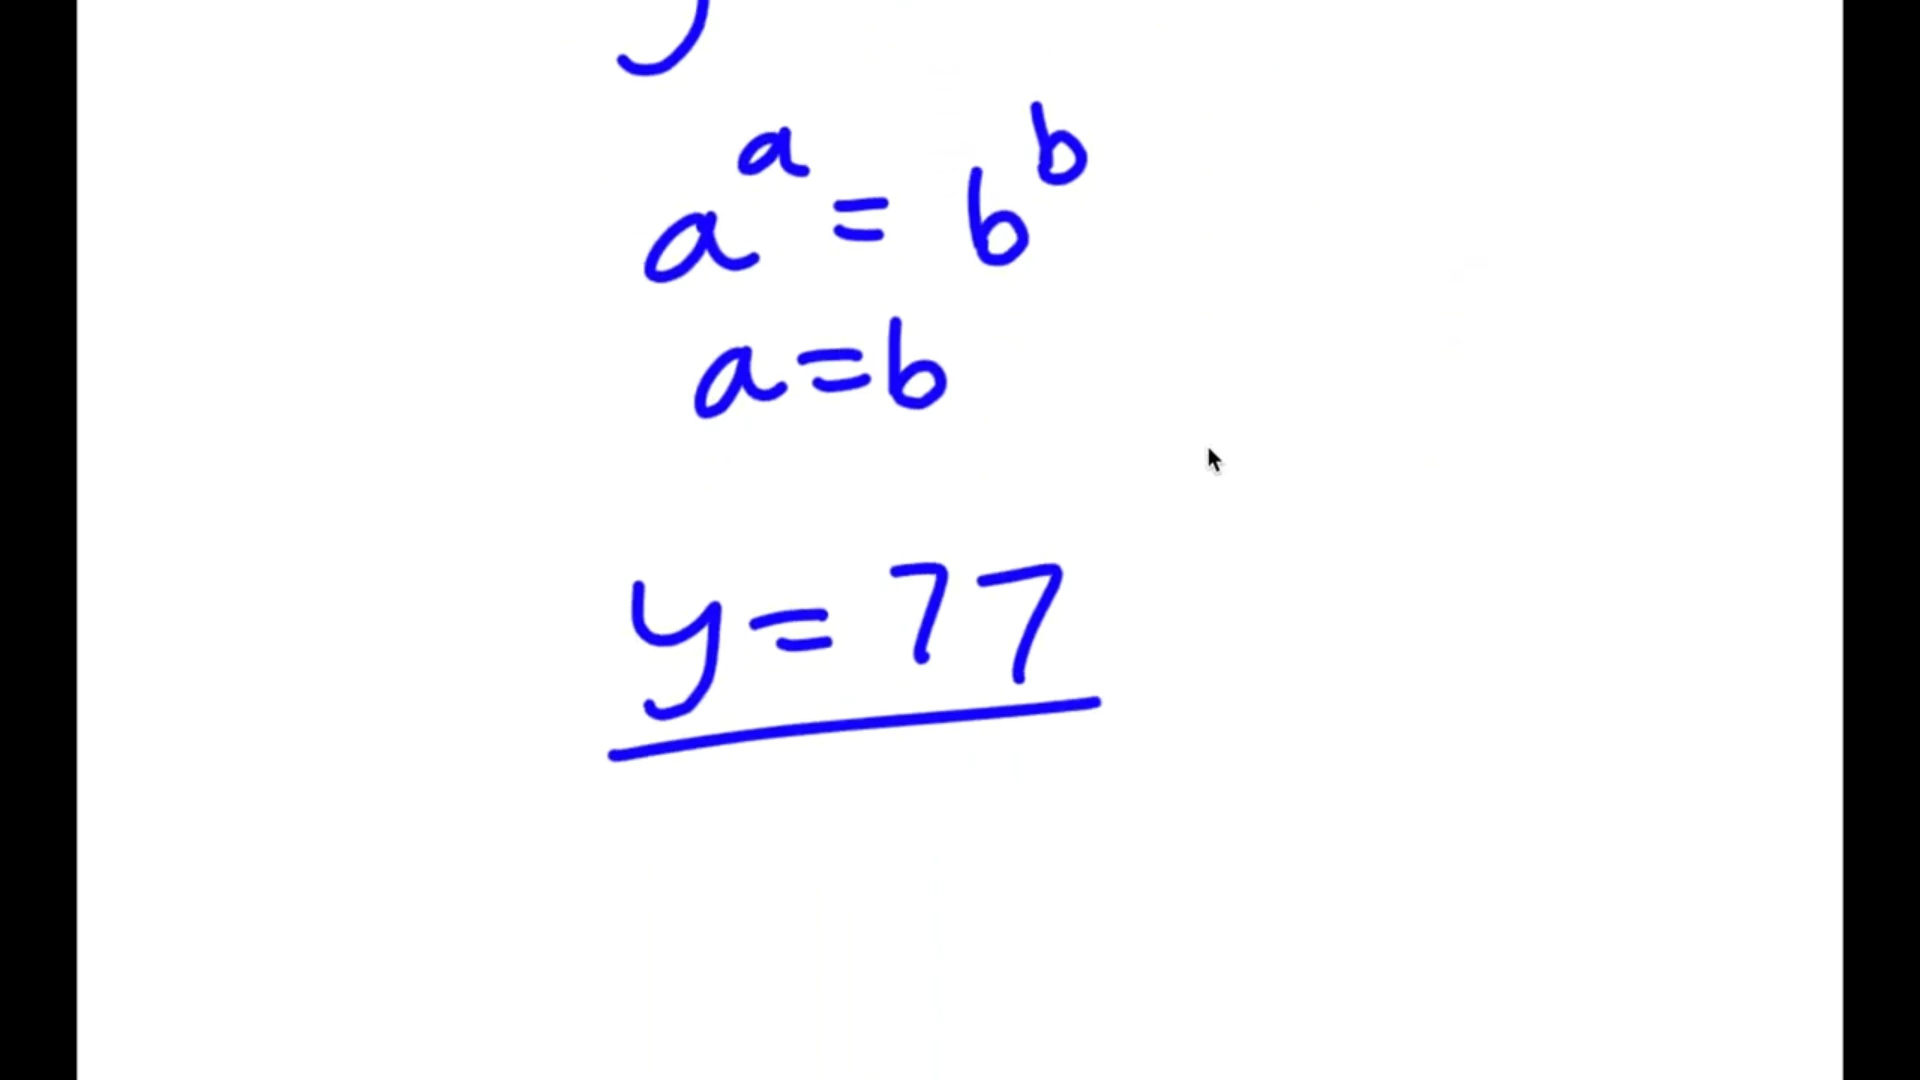 a^a = b^b
a=b
y=77